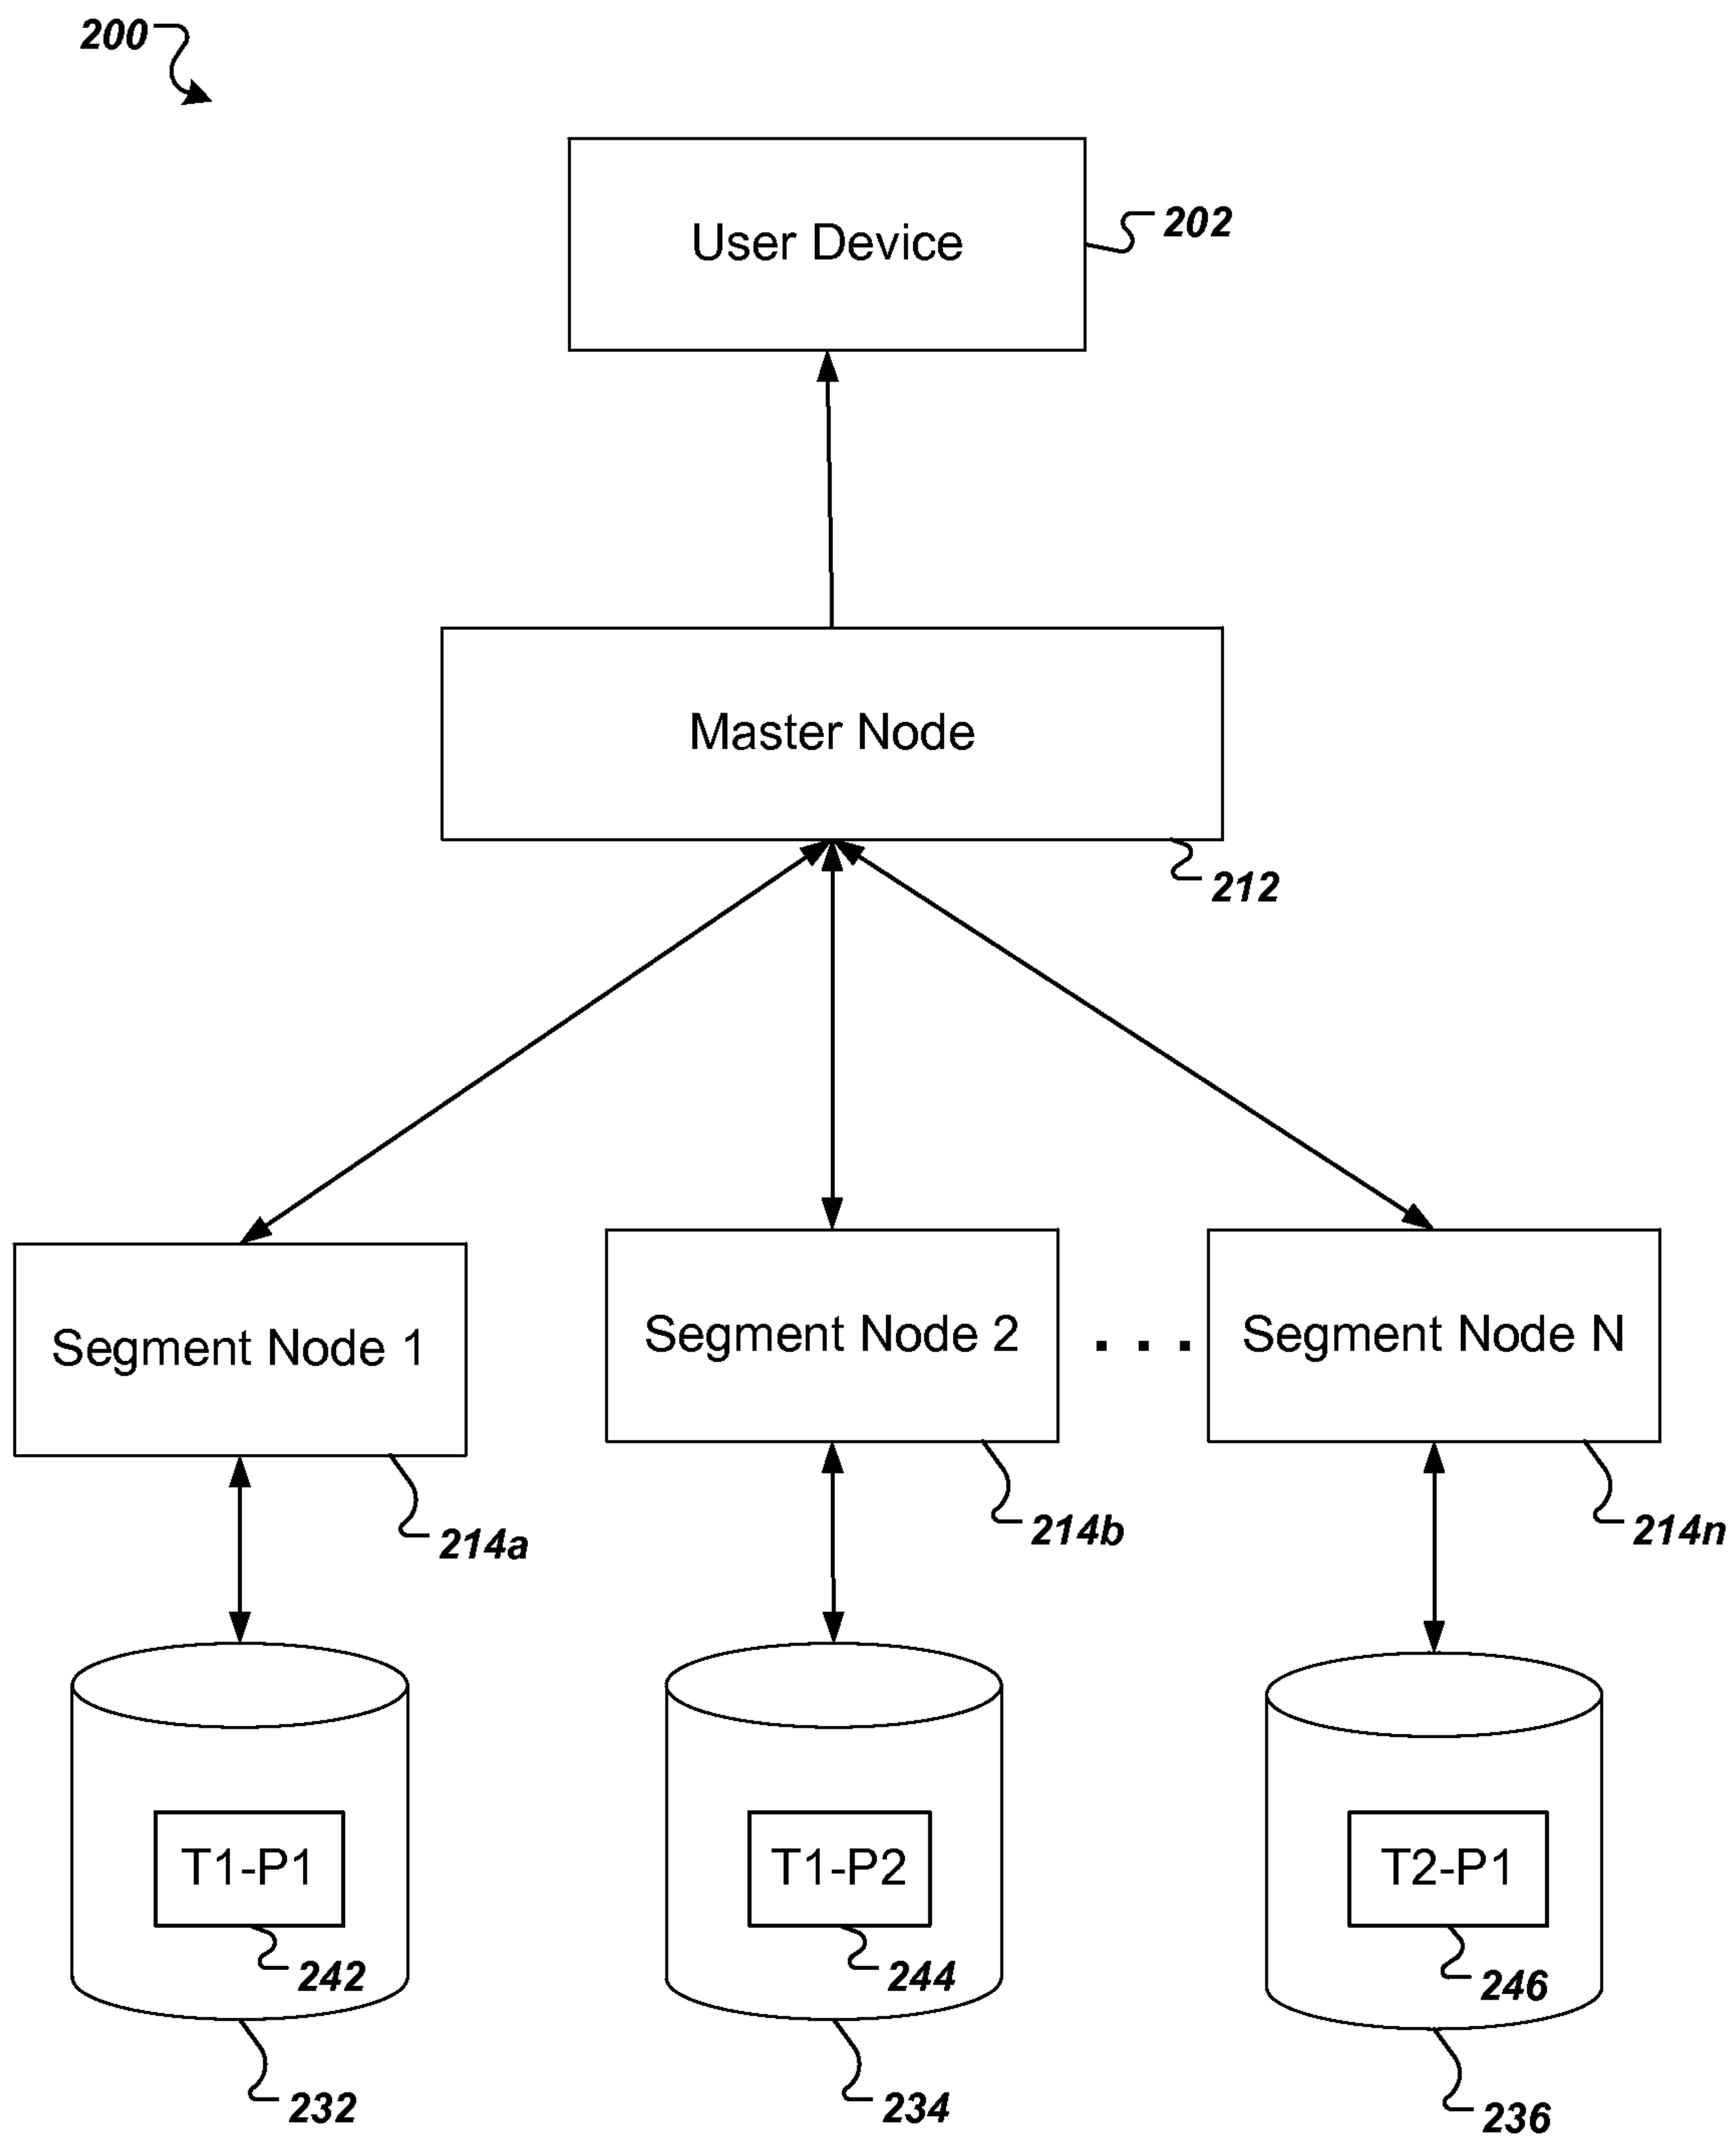 200
User Device
202
Master Node
212
Segment Node 1
Segment Node 2
. . .
Segment Node N
214a
214b
214n
T1-P1
T1-P2
T2-P1
242
244
246
232
234
236